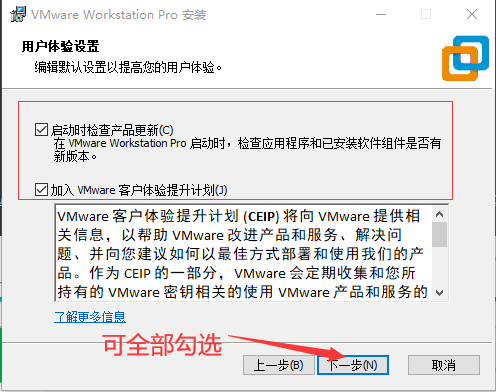 VMware Workstation Pro 安装
用户体验设置
编辑默认设置以提高您的用户体验。
启动时检查产品更新(C)
在 VMware Workstation Pro 启动时，检查应用程序和已安装软件组件是否有
新版本。
加入 VMware 客户体验提升计划(J)
VMware 客户体验提升计划 (CEIP) 将向 VMware 提供相
关信息，以帮助 VMware 改进产品和服务、解决问
题、并向您建议如何以最佳方式部署和使用我们的产
品。作为 CEIP 的一部分，VMware 会定期收集和您所
持有的 VMware 密钥相关的使用 VMware 产品和服务的
了解更多信息
可全部勾选
上一步(B) 下一步(N) 取消